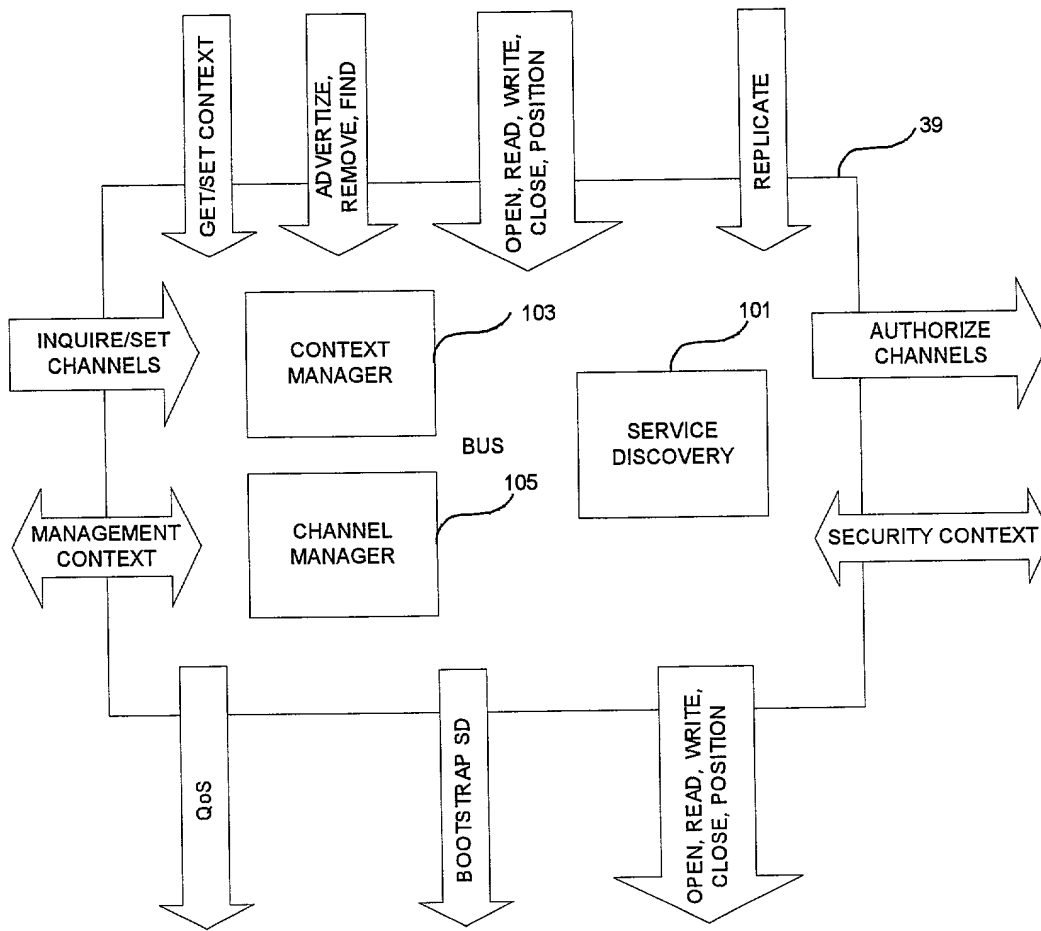 GET/SET CONTEXT
ADVERTIZE,
REMOVE, FIND
OPEN, READ, WRITE,
CLOSE, POSITION
REPLICATE
39
INQUIRE/SET
CHANNELS
CONTEXT
MANAGER
103
101
AUTHORIZE
CHANNELS
SERVICE
DISCOVERY
BUS
105
MANAGEMENT
CONTEXT
CHANNEL
MANAGER
SECURITY CONTEXT
QoS
BOOTSTRAP SD
OPEN, READ, WRITE,
CLOSE, POSITION